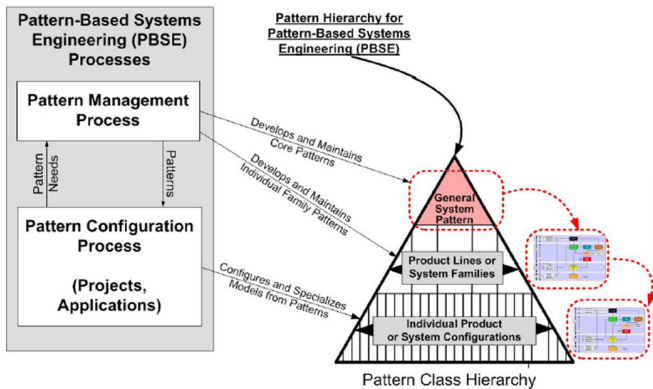 Pattern-Based Systems
Engineering (PBSE)
Processes
Pattern Management
Process
Pattern
Needs
Patterns
Pattern Configuration
Process
(Projects,
Applications)
Pattern Hierarchy for
Pattern-Based Systems
Engineering (PBSE)
Develops and Maintains
Core Patterns
Develops and Maintains
Individual Family Patterns
Configures and Specializes
Models from Patterns
General
System
Pattern
Product Lines or
System Families
Individual Product
or System Configurations
Pattern Class Hierarchy